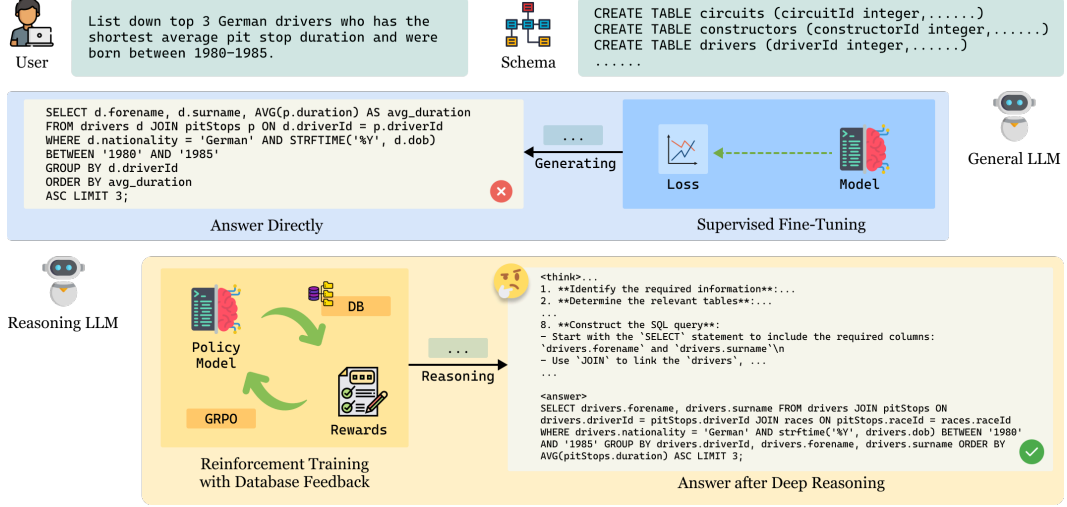 List down top 3 German drivers who has the
shortest average pit stop duration and were
born between 1980-1985.
User
CREATE TABLE circuits (circuitId integer,......)
CREATE TABLE constructors (constructorId integer,......)
CREATE TABLE drivers (driverId integer,......)
......
Schema
SELECT d.forename, d.surname, AVG(p.duration) AS avg_duration
FROM drivers d JOIN pitStops p ON d.driverId = p.driverId
WHERE d.nationality = 'German' AND STRFTIME('%Y', d.dob)
BETWEEN '1980' AND '1985'
GROUP BY d.driverId
ORDER BY avg_duration
ASC LIMIT 3;
Answer Directly
...
Generating
Loss
Model
Supervised Fine-Tuning
General LLM
Reasoning LLM
Policy
Model
DB
GRPO
Rewards
Reinforcement Training
with Database Feedback
...
Reasoning
<think>...
1. **Identify the required information**:...
2. **Determine the relevant tables**:...
...
8. **Construct the SQL query**:
- Start with the `SELECT` statement to include the required columns:
`drivers.forename` and `drivers.surname`\n
- Use `JOIN` to link the `drivers`, ...
...
<answer>
SELECT drivers.forename, drivers.surname FROM drivers JOIN pitStops ON
drivers.driverId = pitStops.driverId JOIN races ON pitStops.raceId = races.raceId
WHERE drivers.nationality = 'German' AND strftime('%Y', drivers.dob) BETWEEN '1980'
AND '1985' GROUP BY drivers.driverId, drivers.forename, drivers.surname ORDER BY
AVG(pitStops.duration) ASC LIMIT 3;
Answer after Deep Reasoning